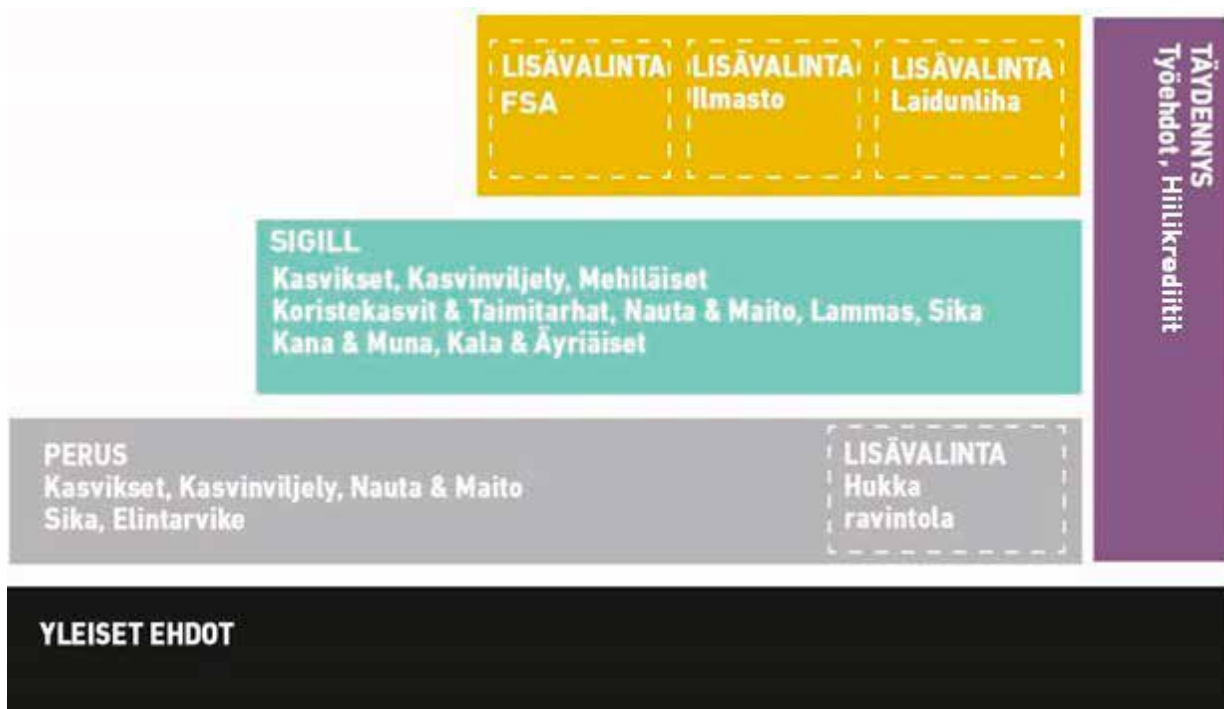 LISÄVALINTA
FSA
LISÄVALINTA
Ilmasto
LISÄVALINTA
Laidunliha
TÄYDENNYS
Työehdot, Hiilikrediitit
SIGILL
Kasvikset, Kasvinviljely, Mehiläiset
Koristekasvit & Taimitarhat, Nauta & Maito, Lammas, Sika
Kana & Muna, Kala & Äyriäiset
PERUS
Kasvikset, Kasvinviljely, Nauta & Maito
Sika, Elintarvike
LISÄVALINTA
Hukka
ravintola
YLEISET EHDOT